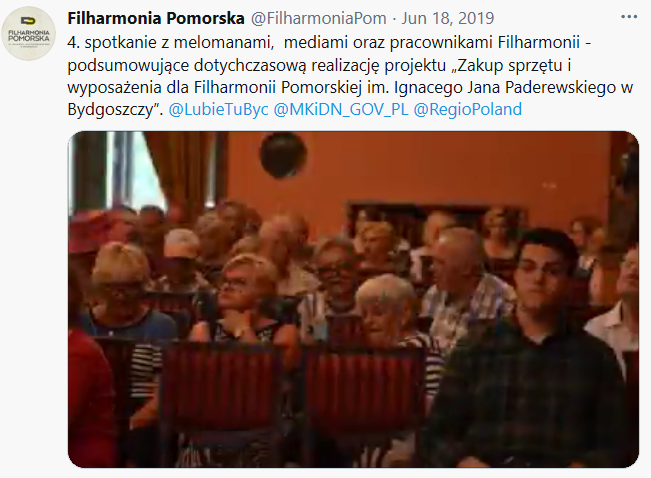 Filharmonia Pomorska @FilharmoniaPom · Jun 18, 2019
4. spotkanie z melomanami, mediami oraz pracownikami Filharmonii -
podsumowujące dotychczasową realizację projektu „Zakup sprzętu i
wyposażenia dla Filharmonii Pomorskiej im. Ignacego Jana Paderewskiego w
Bydgoszczy”. @LubieTuByc @MKiDN_GOV_PL @RegioPoland
FILHARMONIA
POMORSKA